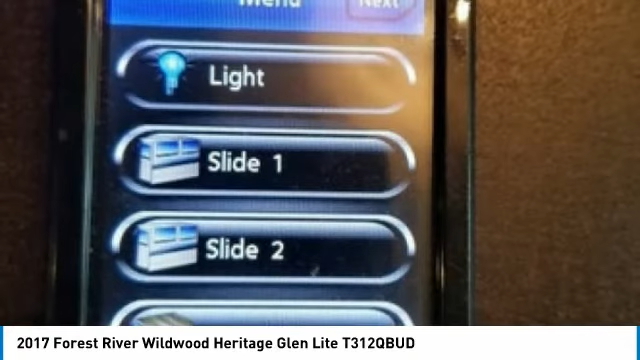 Menu
Next
Light
Slide 1
Slide 2
2017 Forest River Wildwood Heritage Glen Lite T312QBUD